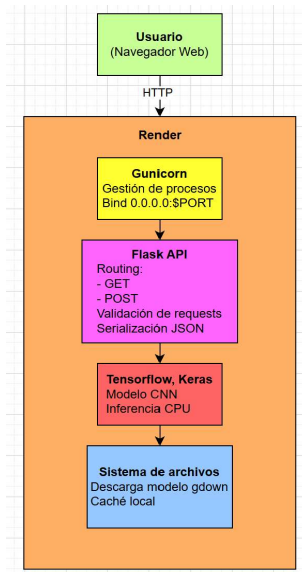 Usuario
(Navegador Web)
HTTP
Render
Gunicorn
Gestión de procesos
Bind 0.0.0.0:$PORT
Flask API
Routing:
- GET
- POST
Validación de requests
Serialización JSON
Tensorflow, Keras
Modelo CNN
Inferencia CPU
Sistema de archivos
Descarga modelo gdown
Caché local